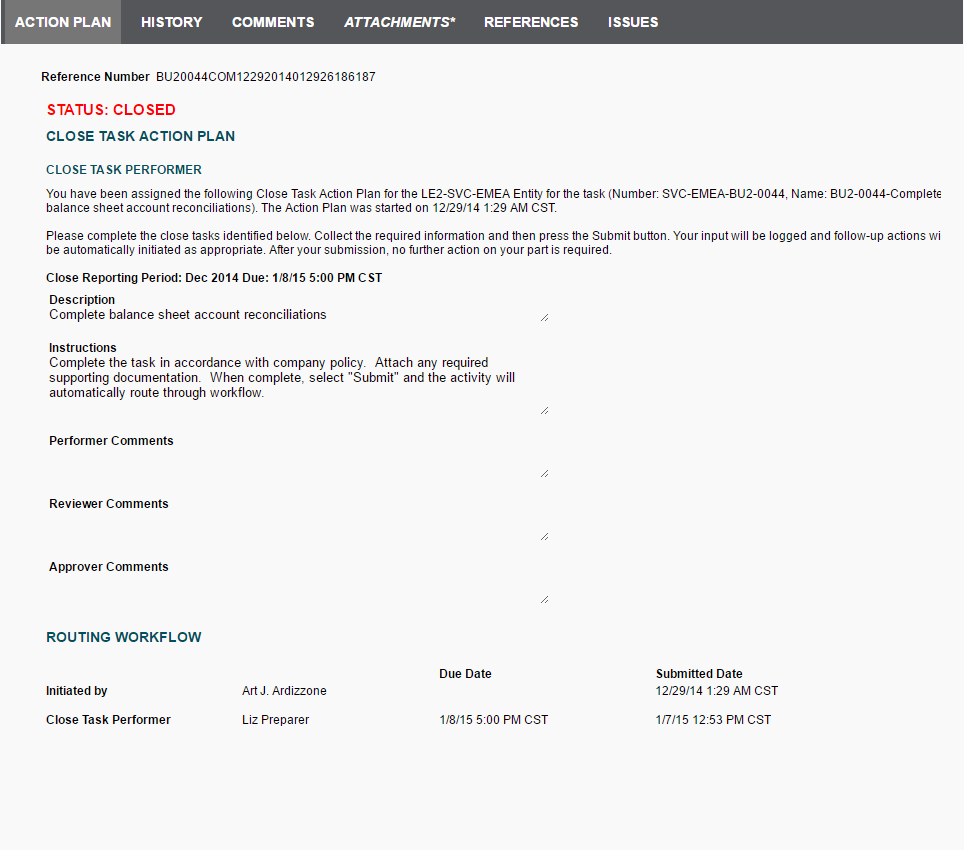 ACTION PLAN HISTORY COMMENTS ATTACHMENTS* REFERENCES ISSUES
Reference Number BU20044COM12292014012926186187
STATUS: CLOSED
CLOSE TASK ACTION PLAN
CLOSE TASK PERFORMER
You have been assigned the following Close Task Action Plan for the LE2-SVC-EMEA Entity for the task (Number: SVC-EMEA-BU2-0044, Name: BU2-0044-Complete
balance sheet account reconciliations). The Action Plan was started on 12/29/14 1:29 AM CST.
Please complete the close tasks identified below. Collect the required information and then press the Submit button. Your input will be logged and follow-up actions wi
be automatically initiated as appropriate. After your submission, no further action on your part is required.
Close Reporting Period: Dec 2014 Due: 1/8/15 5:00 PM CST
Description
Complete balance sheet account reconciliations
Instructions
Complete the task in accordance with company policy.  Attach any required
supporting documentation.  When complete, select "Submit" and the activity will
automatically route through workflow.
Performer Comments
Reviewer Comments
Approver Comments
ROUTING WORKFLOW
Due Date Submitted Date
Initiated by Art J. Ardizzone 12/29/14 1:29 AM CST
Close Task Performer Liz Preparer 1/8/15 5:00 PM CST 1/7/15 12:53 PM CST